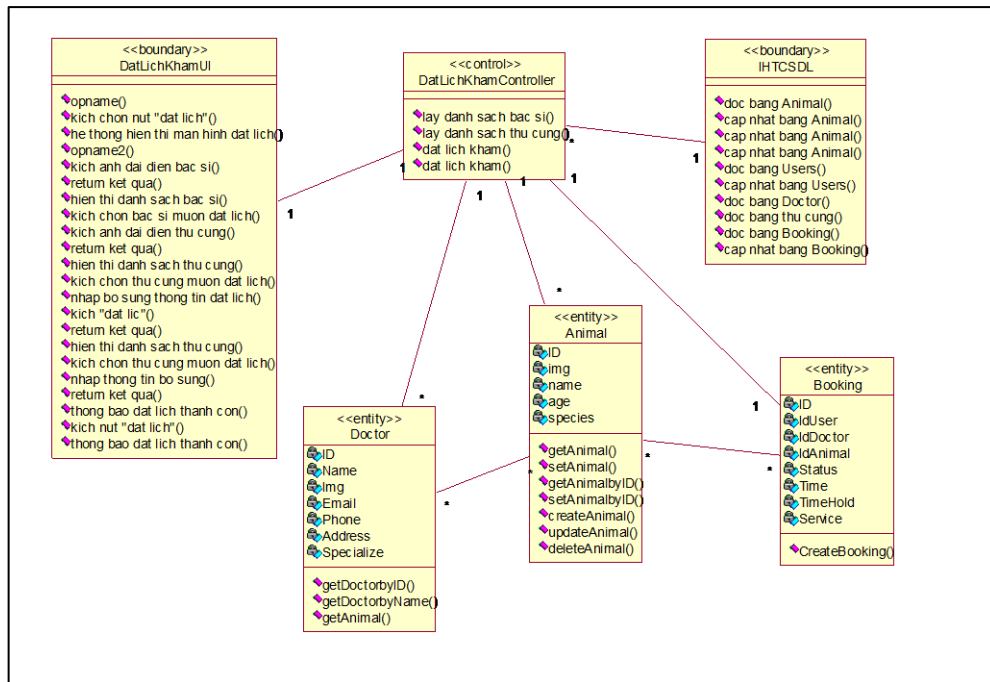 <<boundary>>
DatLichKhamUI
opname()
kich chon nut "dat lich"()
he thong hien thi man hinh dat lich()
opname2()
kich anh dai dien bac si()
return ket qua()
hien thi danh sach bac si()
kich chon bac si muon dat lich()
kich anh dai dien thu cung()
return ket qua()
hien thi danh sach thu cung()
kich chon thu cung muon dat lich()
nhap bo sung thong tin dat lich()
kich "dat lic"()
return ket qua()
hien thi danh sach thu cung()
kich chon thu cung muon dat lich()
nhap thong tin bo sung()
return ket qua()
thong bao dat lich thanh con()
kich nut "dat lich"()
thong bao dat lich thanh con()
<<control>>
DatLichKhamController
lay danh sach bac si()
lay danh sach thu cung()
dat lich kham()
dat lich kham()
<<boundary>>
IHTCSDL
doc bang Animal()
cap nhat bang Animal()
cap nhat bang Animal()
cap nhat bang Animal()
doc bang Users()
cap nhat bang Users()
doc bang Doctor()
doc bang thu cung()
doc bang Booking()
cap nhat bang Booking()
1
1
*
1
1
*
1
*
1
1
<<entity>>
Doctor
ID
Name
Img
Email
Phone
Address
Specialize
getDoctorbyID()
getDoctorbyName()
getAnimal()
*
*
<<entity>>
Animal
ID
img
name
age
species
getAnimal()
setAnimal()
getAnimalbyID()
setAnimalbyID()
createAnimal()
updateAnimal()
deleteAnimal()
*
*
<<entity>>
Booking
ID
IdUser
IdDoctor
IdAnimal
Status
Time
TimeHold
Service
CreateBooking()